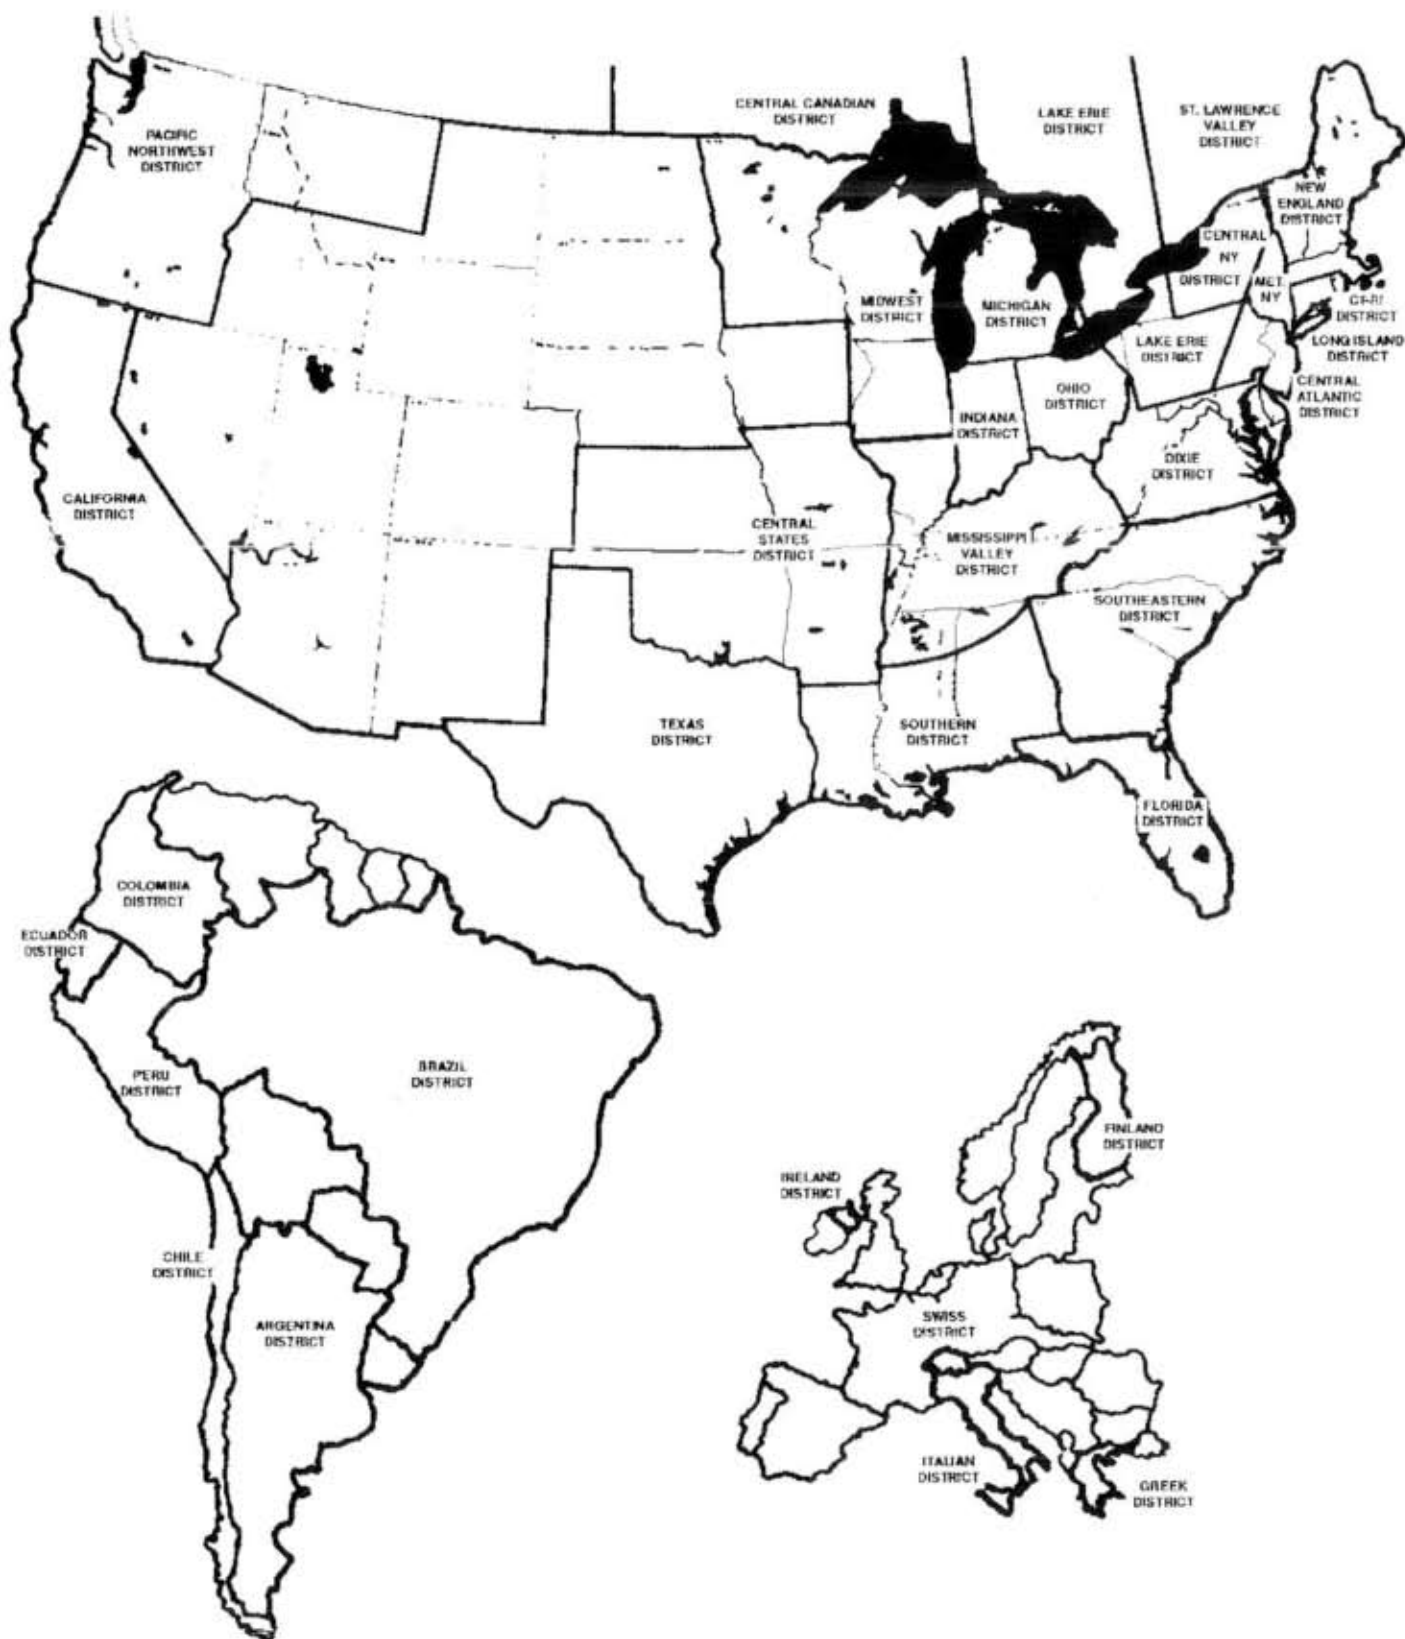 CENTRAL CANADIAN
DISTRICT
LAKE ERIE
DISTRICT
ST. LAWRENCE
VALLEY
DISTRICT
PACIFIC
NORTHWEST
DISTRICT
NEW
ENGLAND
DISTRICT
CENTRAL
NY
DISTRICT
MET.
NY
MIDWEST
DISTRICT
MICHIGAN
DISTRICT
CT-RI
DISTRICT
LAKE ERIE
DISTRICT
LONG ISLAND
DISTRICT
OHIO
DISTRICT
CENTRAL
ATLANTIC
DISTRICT
INDIANA
DISTRICT
DIXIE
DISTRICT
CALIFORNIA
DISTRICT
CENTRAL
STATES
DISTRICT
MISSISSIPPI
VALLEY
DISTRICT
SOUTHEASTERN
DISTRICT
TEXAS
DISTRICT
SOUTHERN
DISTRICT
FLORIDA
DISTRICT
COLOMBIA
DISTRICT
ECUADOR
DISTRICT
PERU
DISTRICT
BRAZIL
DISTRICT
CHILE
DISTRICT
ARGENTINA
DISTRICT
FINLAND
DISTRICT
IRELAND
DISTRICT
SWISS
DISTRICT
ITALIAN
DISTRICT
GREEK
DISTRICT